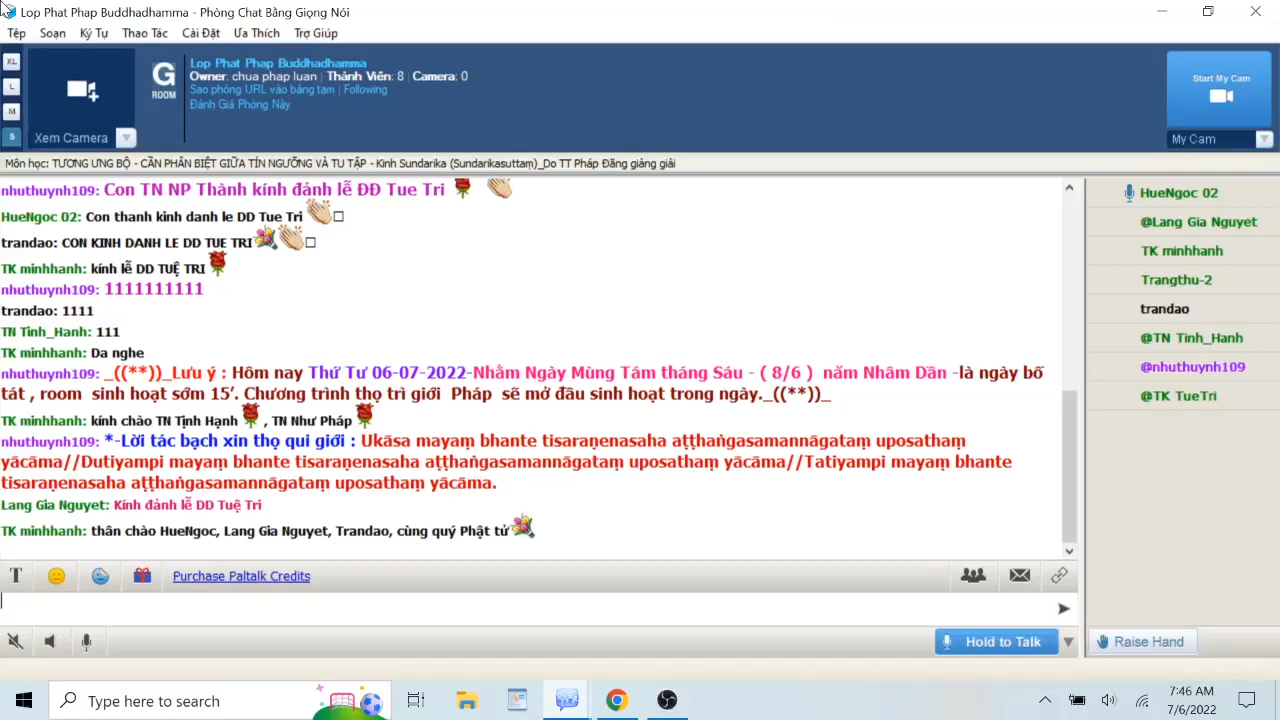 Lop Phat Phap Buddhadhamma - Phòng Chat Bằng Giọng Nói
Tệp Soạn Ký Tự Thao Tác Cài Đặt Ưa Thích Trợ Giúp
XL
L
M
S
Xem Camera
G
ROOM
Lop Phat Phap Buddhadhamma
Owner: chua phap luan | Thành Viên: 8 | Camera: 0
Sao phòng URL vào bảng tạm | Following
Đánh Giá Phòng Này
Start My Cam
My Cam
Môn học: TƯƠNG ƯNG BỘ - CẦN PHÂN BIỆT GIỮA TÍN NGƯỠNG VÀ TU TẬP - Kinh Sundarika (Sundarikasuttaṃ)_Do TT Pháp Đăng giảng giải
nhuthuynh109: Con TN NP Thành kính đảnh lễ ĐĐ Tue Tri
HueNgoc 02: Con thanh kinh danh le DD Tue Tri
trandao: CON KINH DANH LE DD TUE TRI
TK minhhanh: kính lễ DD TUỆ TRI
nhuthuynh109: 1111111111
trandao: 1111
TN Tinh_Hanh: 111
TK minhhanh: Da nghe
nhuthuynh109: _((**))_Lưu ý : Hôm nay Thứ Tư 06-07-2022-Nhằm Ngày Mùng Tám tháng Sáu - ( 8/6 ) năm Nhâm Dần -là ngày bố
tát , room sinh hoạt sớm 15’. Chương trình thọ trì giới Pháp sẽ mở đầu sinh hoạt trong ngày._((**))_
TK minhhanh: kính chào TN Tịnh Hạnh , TN Như Pháp
nhuthuynh109: *-Lời tác bạch xin thọ qui giới : Ukāsa mayaṃ bhante tisaraṇenasaha aṭṭhaṅgasamannāgataṃ uposathaṃ
yācāma//Dutiyampi mayaṃ bhante tisaraṇenasaha aṭṭhaṅgasamannāgataṃ uposathaṃ yācāma//Tatiyampi mayaṃ bhante
tisaraṇenasaha aṭṭhaṅgasamannāgataṃ uposathaṃ yācāma.
Lang Gia Nguyet: Kính đảnh lễ DD Tuệ Trì
TK minhhanh: thân chào HueNgoc, Lang Gia Nguyet, Trandao, cùng quý Phật tử
HueNgoc 02
@Lang Gia Nguyet
TK minhhanh
Trangthu-2
trandao
@TN Tinh_Hanh
@nhuthuynh109
@TK TueTri
T
Purchase Paltalk Credits
Hold to Talk
Raise Hand
Type here to search
7:46 AM
7/6/2022